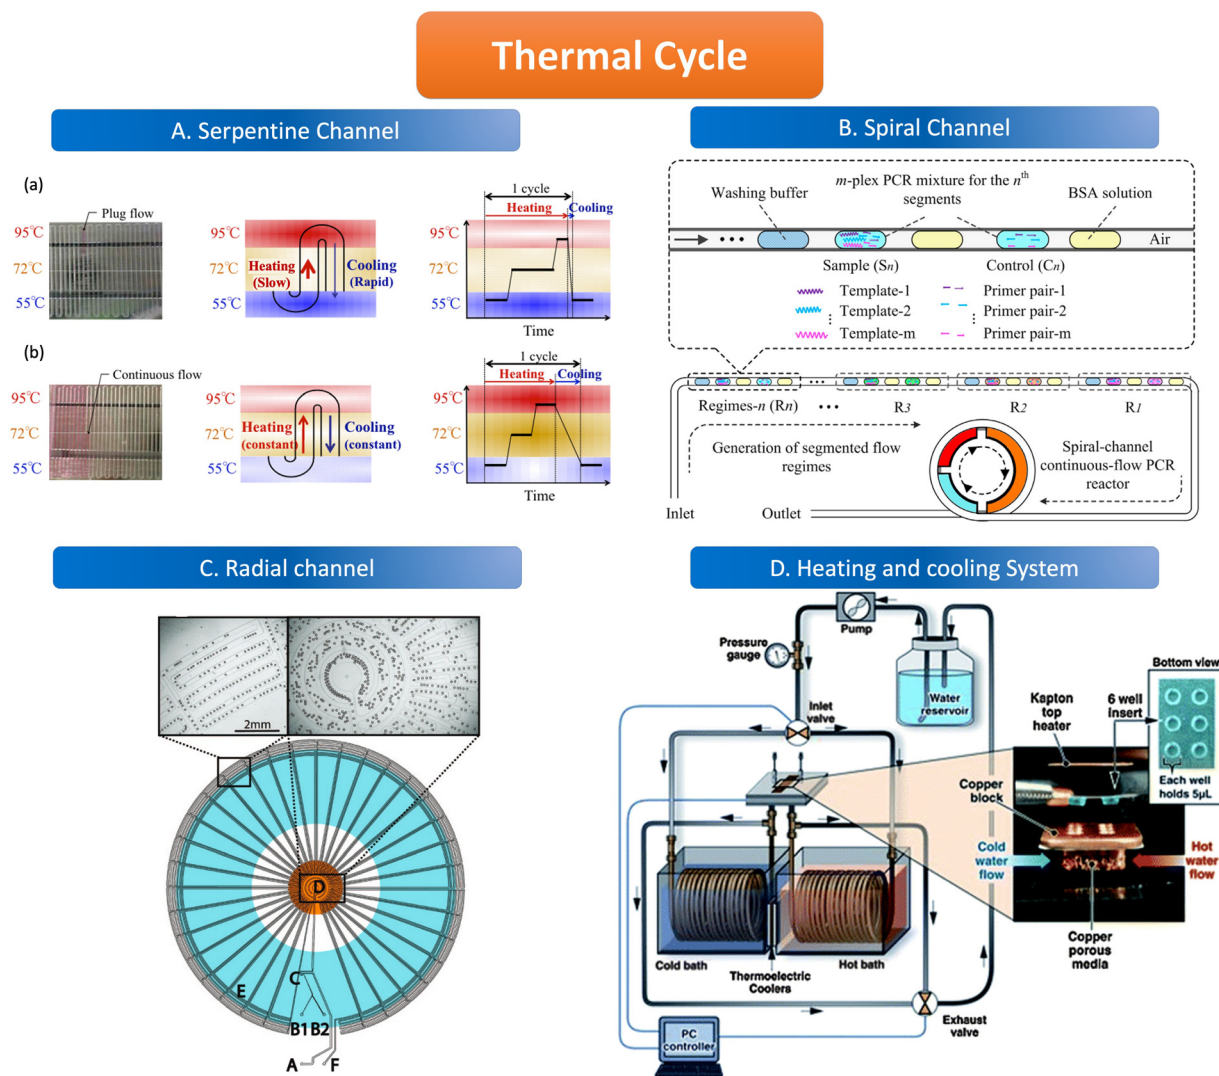 Thermal Cycle
A. Serpentine Channel
(a)
Plug flow
95℃
72℃
55℃
95℃
72℃
55℃
Heating
(Slow)
Cooling
(Rapid)
1 cycle
Heating
Cooling
95℃
72℃
55℃
Time
(b)
Continuous flow
95℃
72℃
55℃
95℃
72℃
55℃
Heating
(constant)
Cooling
(constant)
1 cycle
Heating
Cooling
95℃
72℃
55℃
Time
B. Spiral Channel
Washing buffer
m-plex PCR mixture for the nth
segments
BSA solution
Air
Sample (Sn)
Control (Cn)
Template-1
Primer pair-1
Template-2
Primer pair-2
Template-m
Primer pair-m
Regimes-n (Rn)
R3
R2
R1
Generation of segmented flow
regimes
Spiral-channel
continuous-flow PCR
reactor
Inlet
Outlet
C. Radial channel
2mm
D
C
E
B1
B2
A
F
D. Heating and cooling System
Pump
Pressure
gauge
Water
reservoir
Inlet
valve
Bottom view
Kapton
top
heater
6 well
Insert
Each well
holds 5μL
Copper
block
Cold
water
flow
Hot
water
flow
Copper
porous
media
Cold bath
Thermoelectric
Coolers
Hot bath
Exhaust
valve
PC
controller